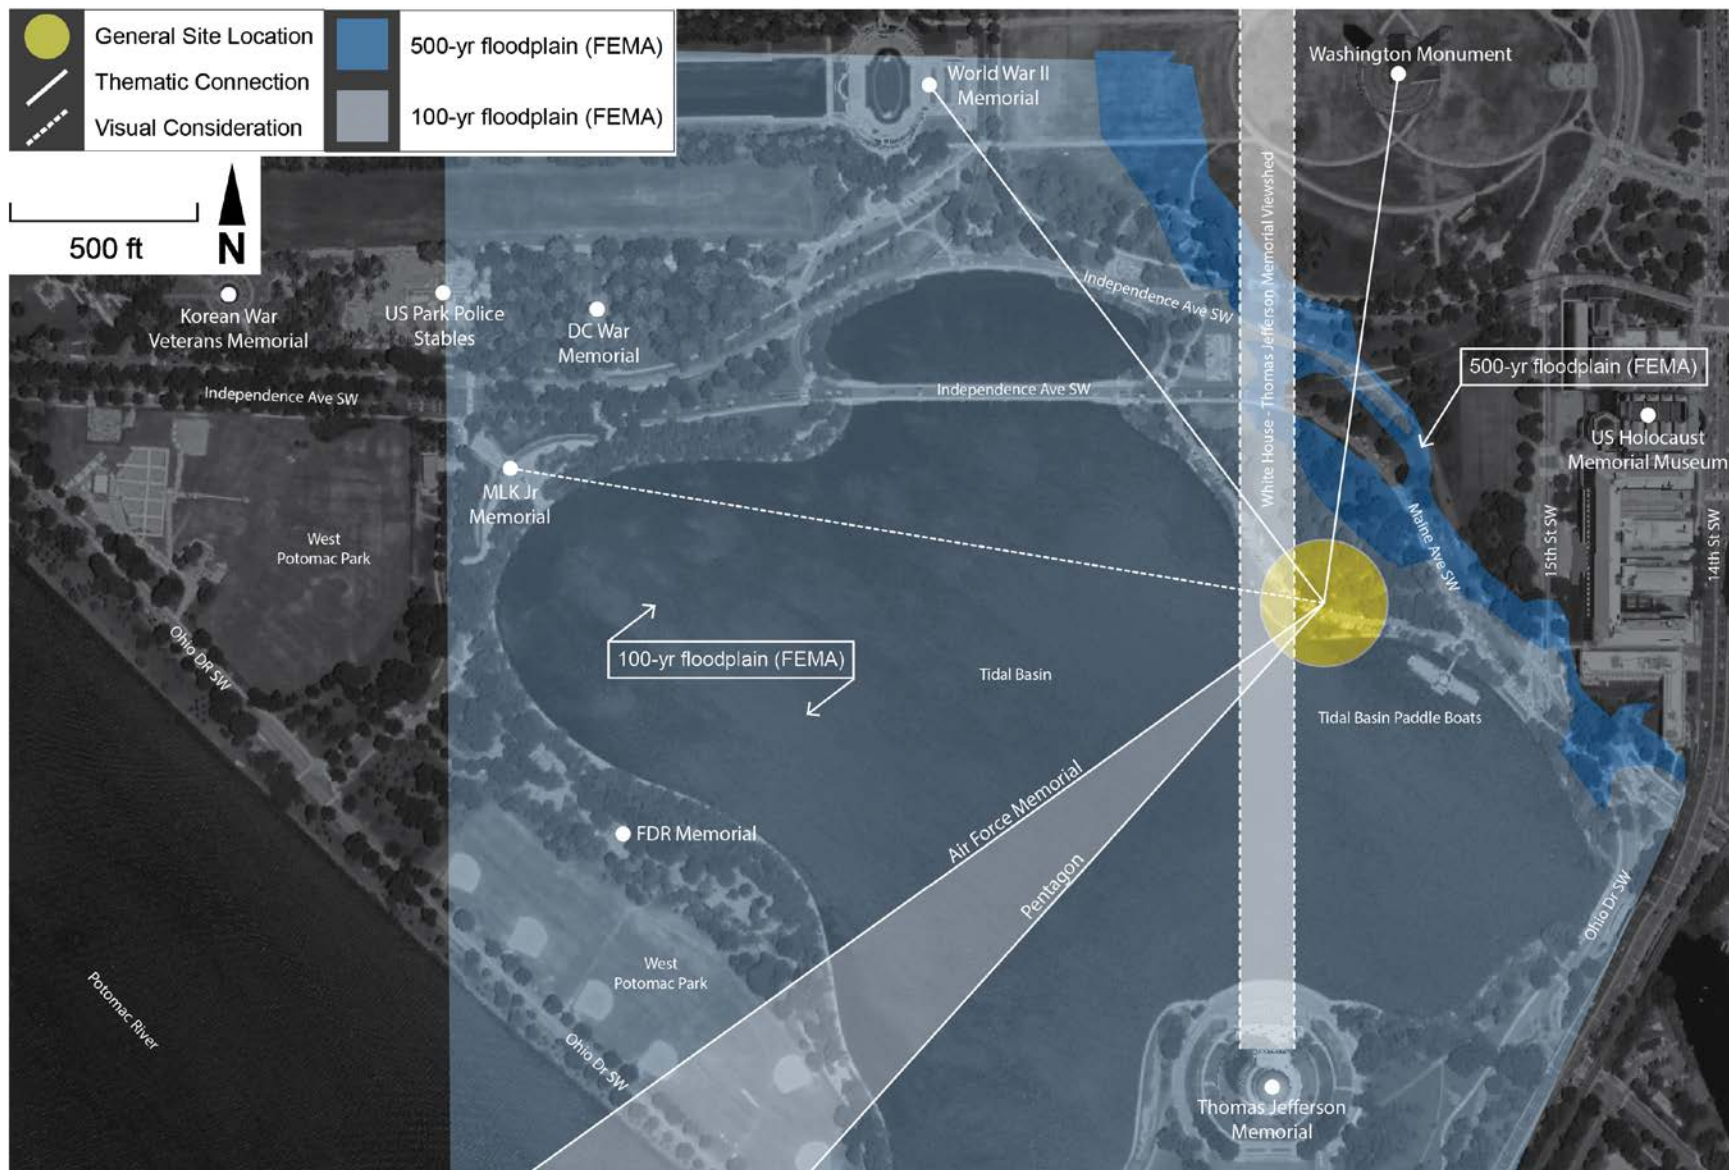 General Site Location
Thematic Connection
Visual Consideration
500-yr floodplain (FEMA)
100-yr floodplain (FEMA)
500 ft
N
World War II
Memorial
Washington Monument
White House - Thomas Jefferson Memorial Viewshed
Korean War
Veterans Memorial
US Park Police
Stables
DC War
Memorial
Independence Ave SW
Independence Ave SW
Independence Ave SW
500-yr floodplain (FEMA)
US Holocaust
Memorial Museum
MLK Jr
Memorial
West
Potomac Park
Maine Ave SW
15th St SW
14th St SW
Ohio DR SW
100-yr floodplain (FEMA)
Tidal Basin
Tidal Basin Paddle Boats
Air Force Memorial
Pentagon
FDR Memorial
West
Potomac Park
Ohio Dr SW
Ohio Dr SW
Potomac River
Thomas Jefferson
Memorial